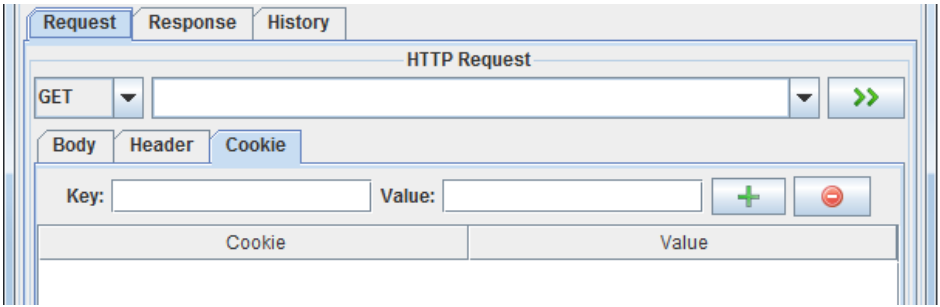 Request Response History
HTTP Request
GET
Body Header Cookie
Key: Value:
Cookie Value